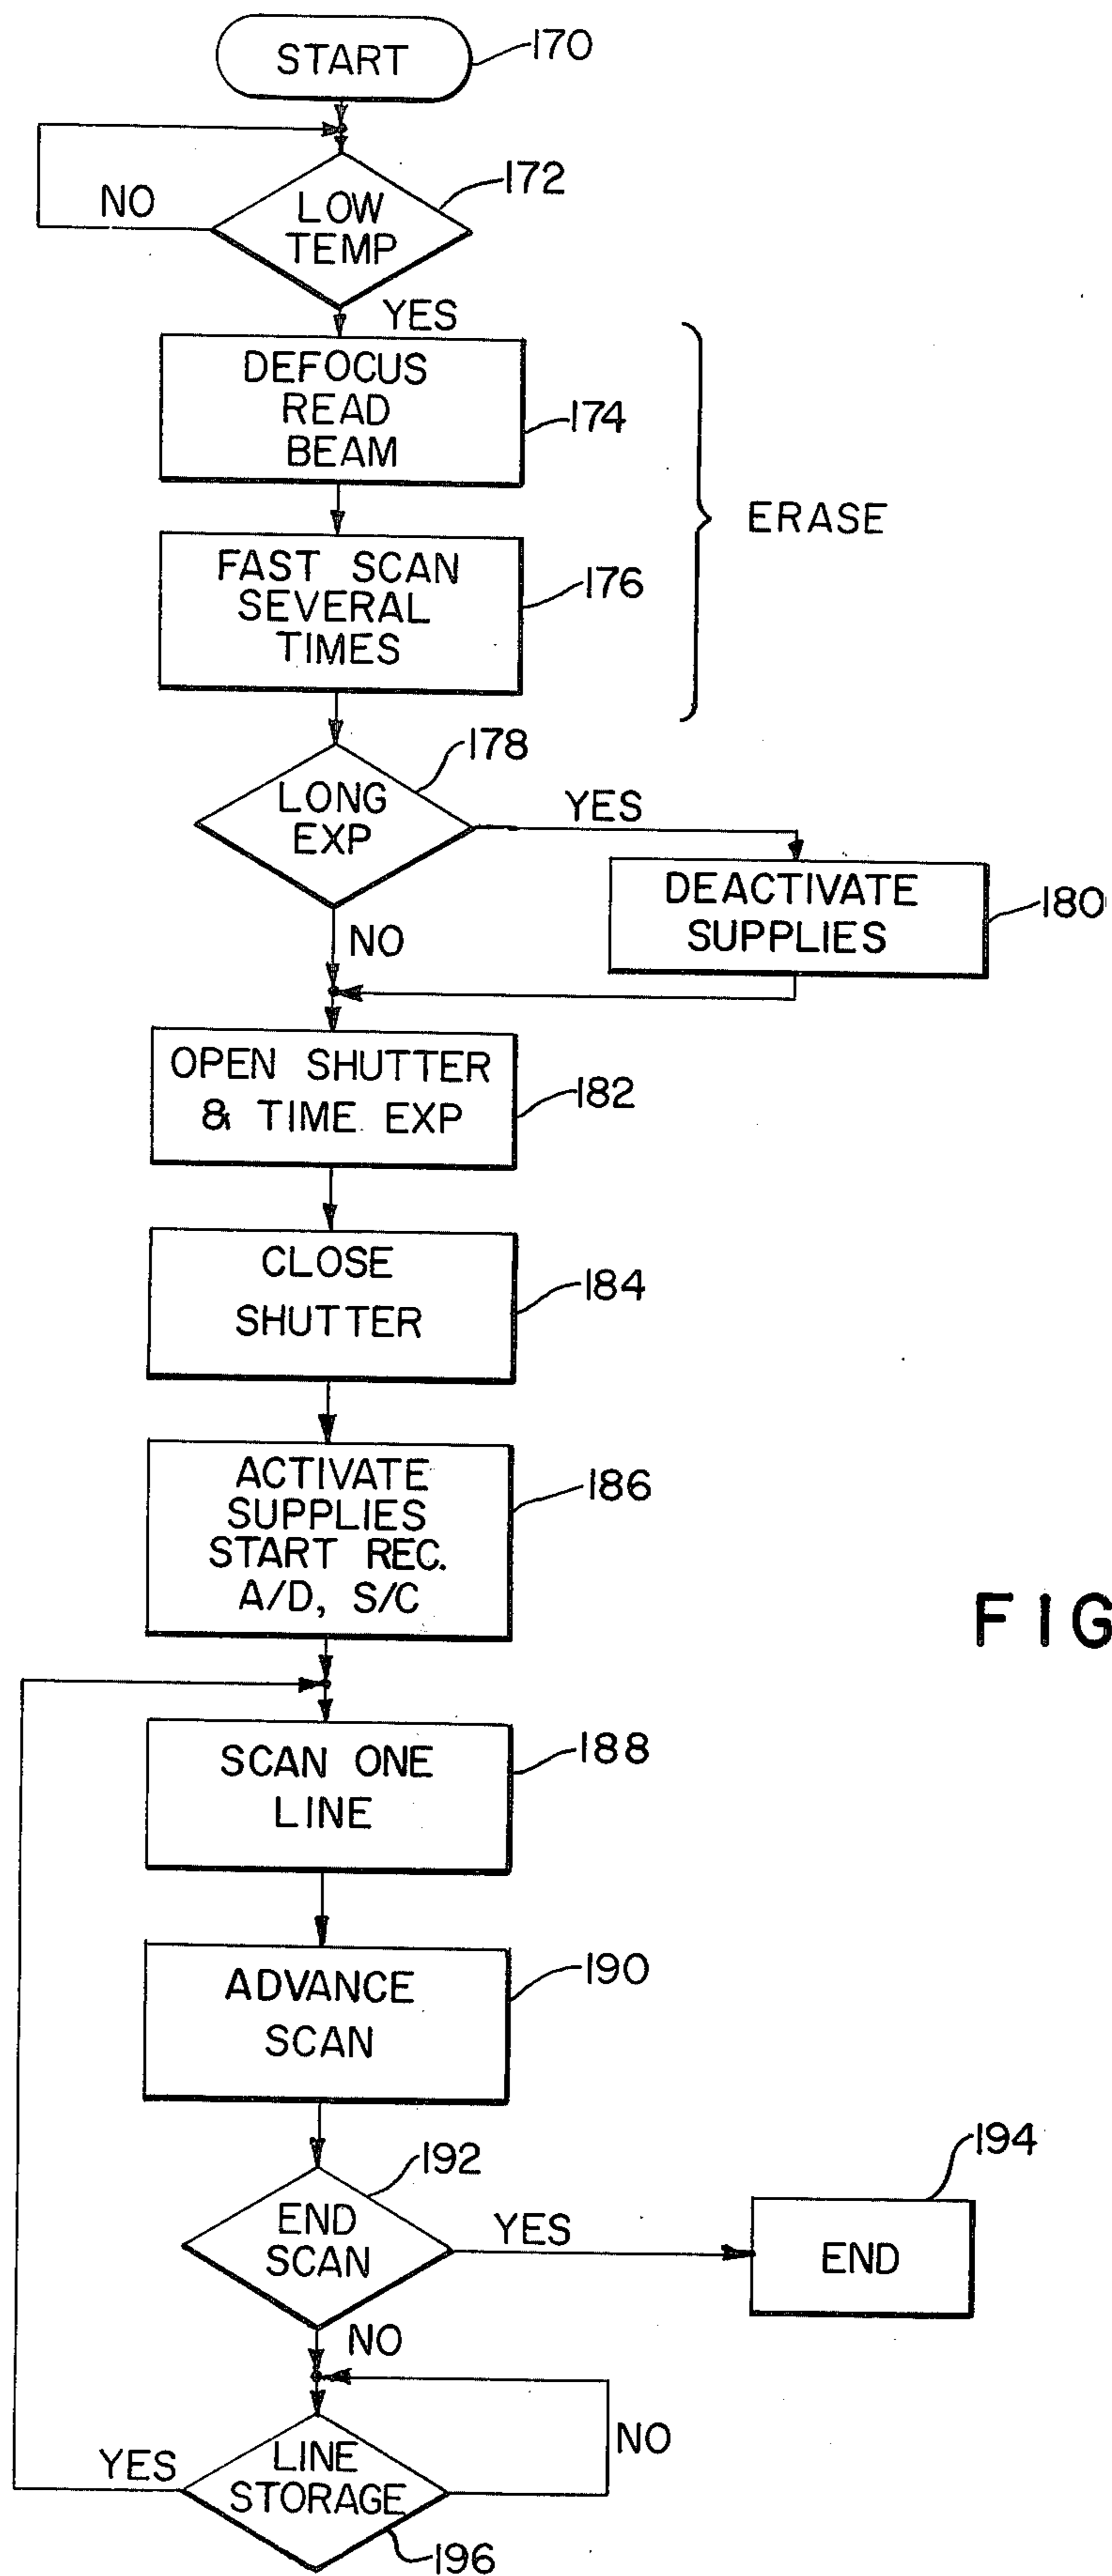 START
170
172
LOW
TEMP
NO
YES
DEFOCUS
READ
BEAM
174
ERASE
FAST SCAN
SEVERAL
TIMES
176
178
LONG
EXP
YES
DEACTIVATE
SUPPLIES
180
NO
OPEN SHUTTER
& TIME EXP
182
CLOSE
SHUTTER
184
ACTIVATE
SUPPLIES
START REC.
A/D, S/C
186
FIG
SCAN ONE
LINE
188
ADVANCE
SCAN
190
192
END
SCAN
YES
194
END
NO
LINE
STORAGE
YES
NO
196